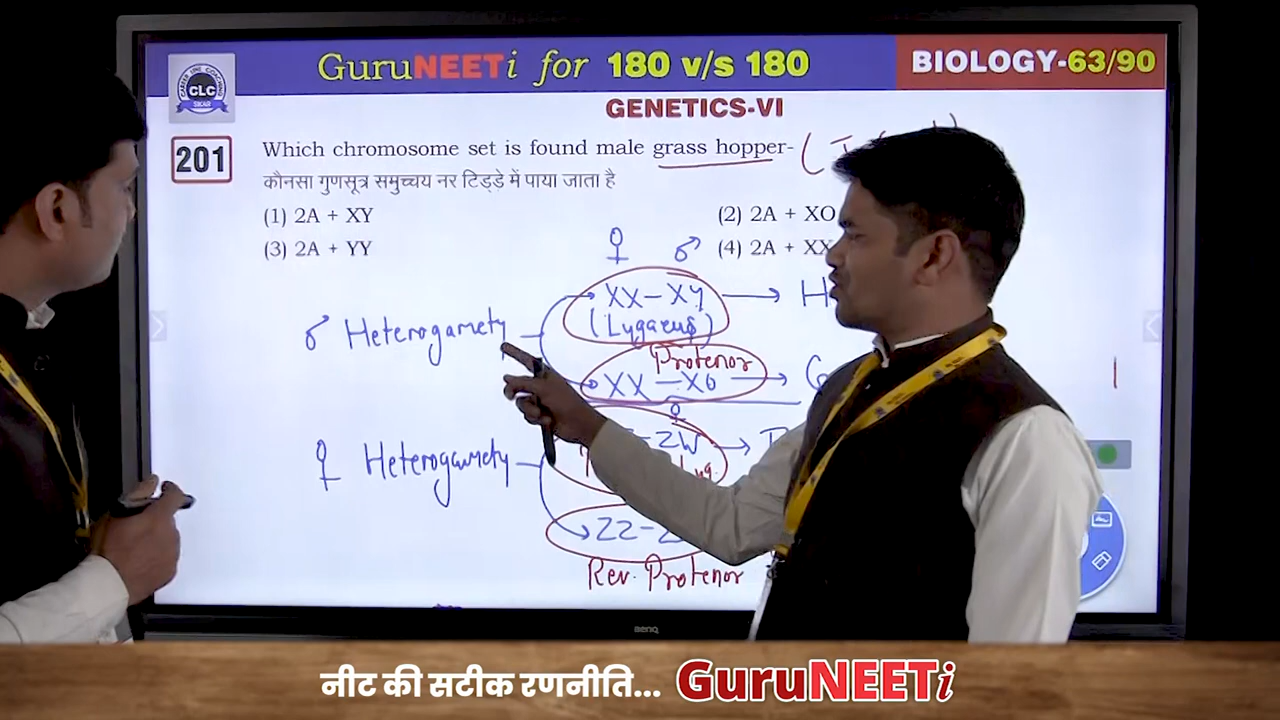 GuruNEETi for 180 v/s 180
BIOLOGY-63/90
CLC
SIKAR
GENETICS-VI
201
Which chromosome set is found male grass hopper-
कौनसा गुणसूत्र समुच्चय नर टिड्डे में पाया जाता है
(1) 2A + XY
(2) 2A + XO
(3) 2A + YY
(4) 2A + XX
♀ ♂
XX - XY → H
(Lygaeus)
♂ Heterogamety
Protenor
XX - XO → G
♀
ZW →
♀ Heterogamety
ZZ -
Rev. Protenor
BenQ
नीट की सटीक रणनीति... GuruNEETi